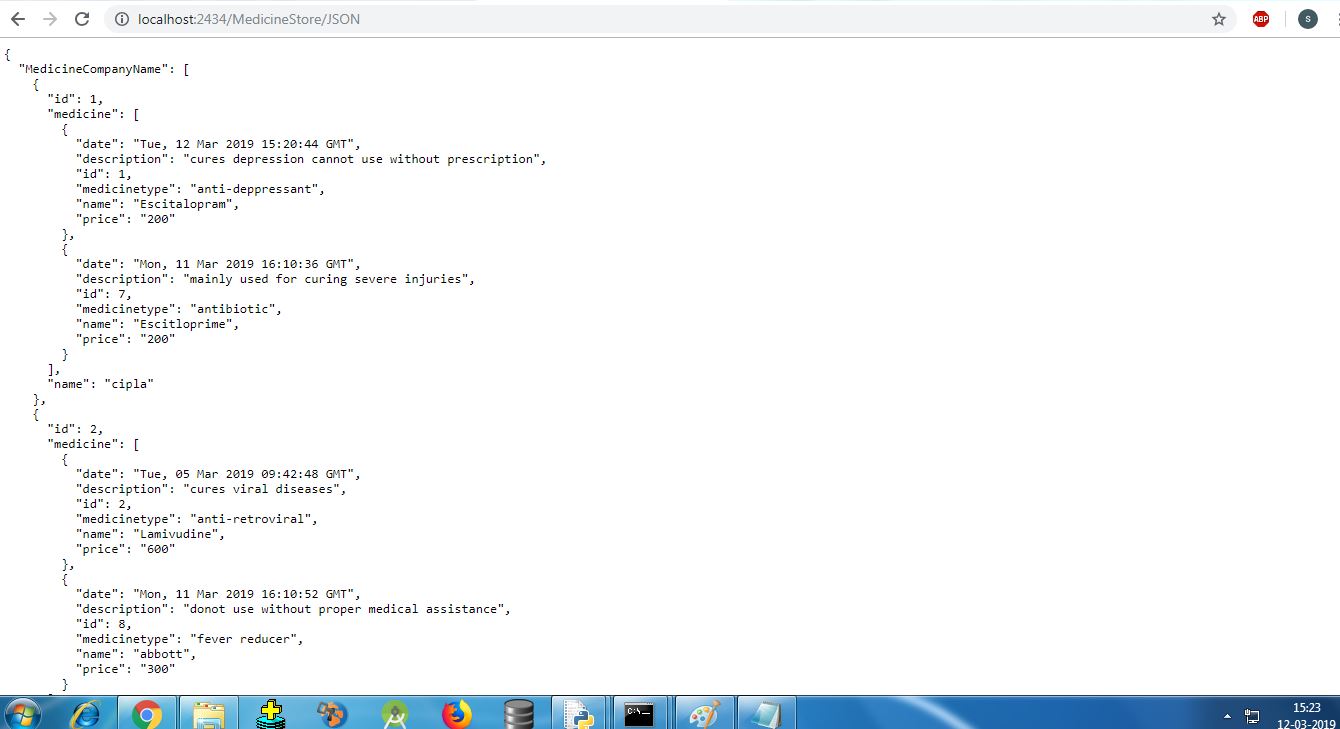 localhost:2434/MedicineStore/JSON
ABP
S
{
"MedicineCompanyName": [
{
"id": 1,
"medicine": [
{
"date": "Tue, 12 Mar 2019 15:20:44 GMT",
"description": "cures depression cannot use without prescription",
"id": 1,
"medicinetype": "anti-deppressant",
"name": "Escitalopram",
"price": "200"
},
{
"date": "Mon, 11 Mar 2019 16:10:36 GMT",
"description": "mainly used for curing severe injuries",
"id": 7,
"medicinetype": "antibiotic",
"name": "Escitloprime",
"price": "200"
}
],
"name": "cipla"
},
{
"id": 2,
"medicine": [
{
"date": "Tue, 05 Mar 2019 09:42:48 GMT",
"description": "cures viral diseases",
"id": 2,
"medicinetype": "anti-retroviral",
"name": "Lamivudine",
"price": "600"
},
{
"date": "Mon, 11 Mar 2019 16:10:52 GMT",
"description": "donot use without proper medical assistance",
"id": 8,
"medicinetype": "fever reducer",
"name": "abbott",
"price": "300"
}
C:\_
15:23
12-03-2019